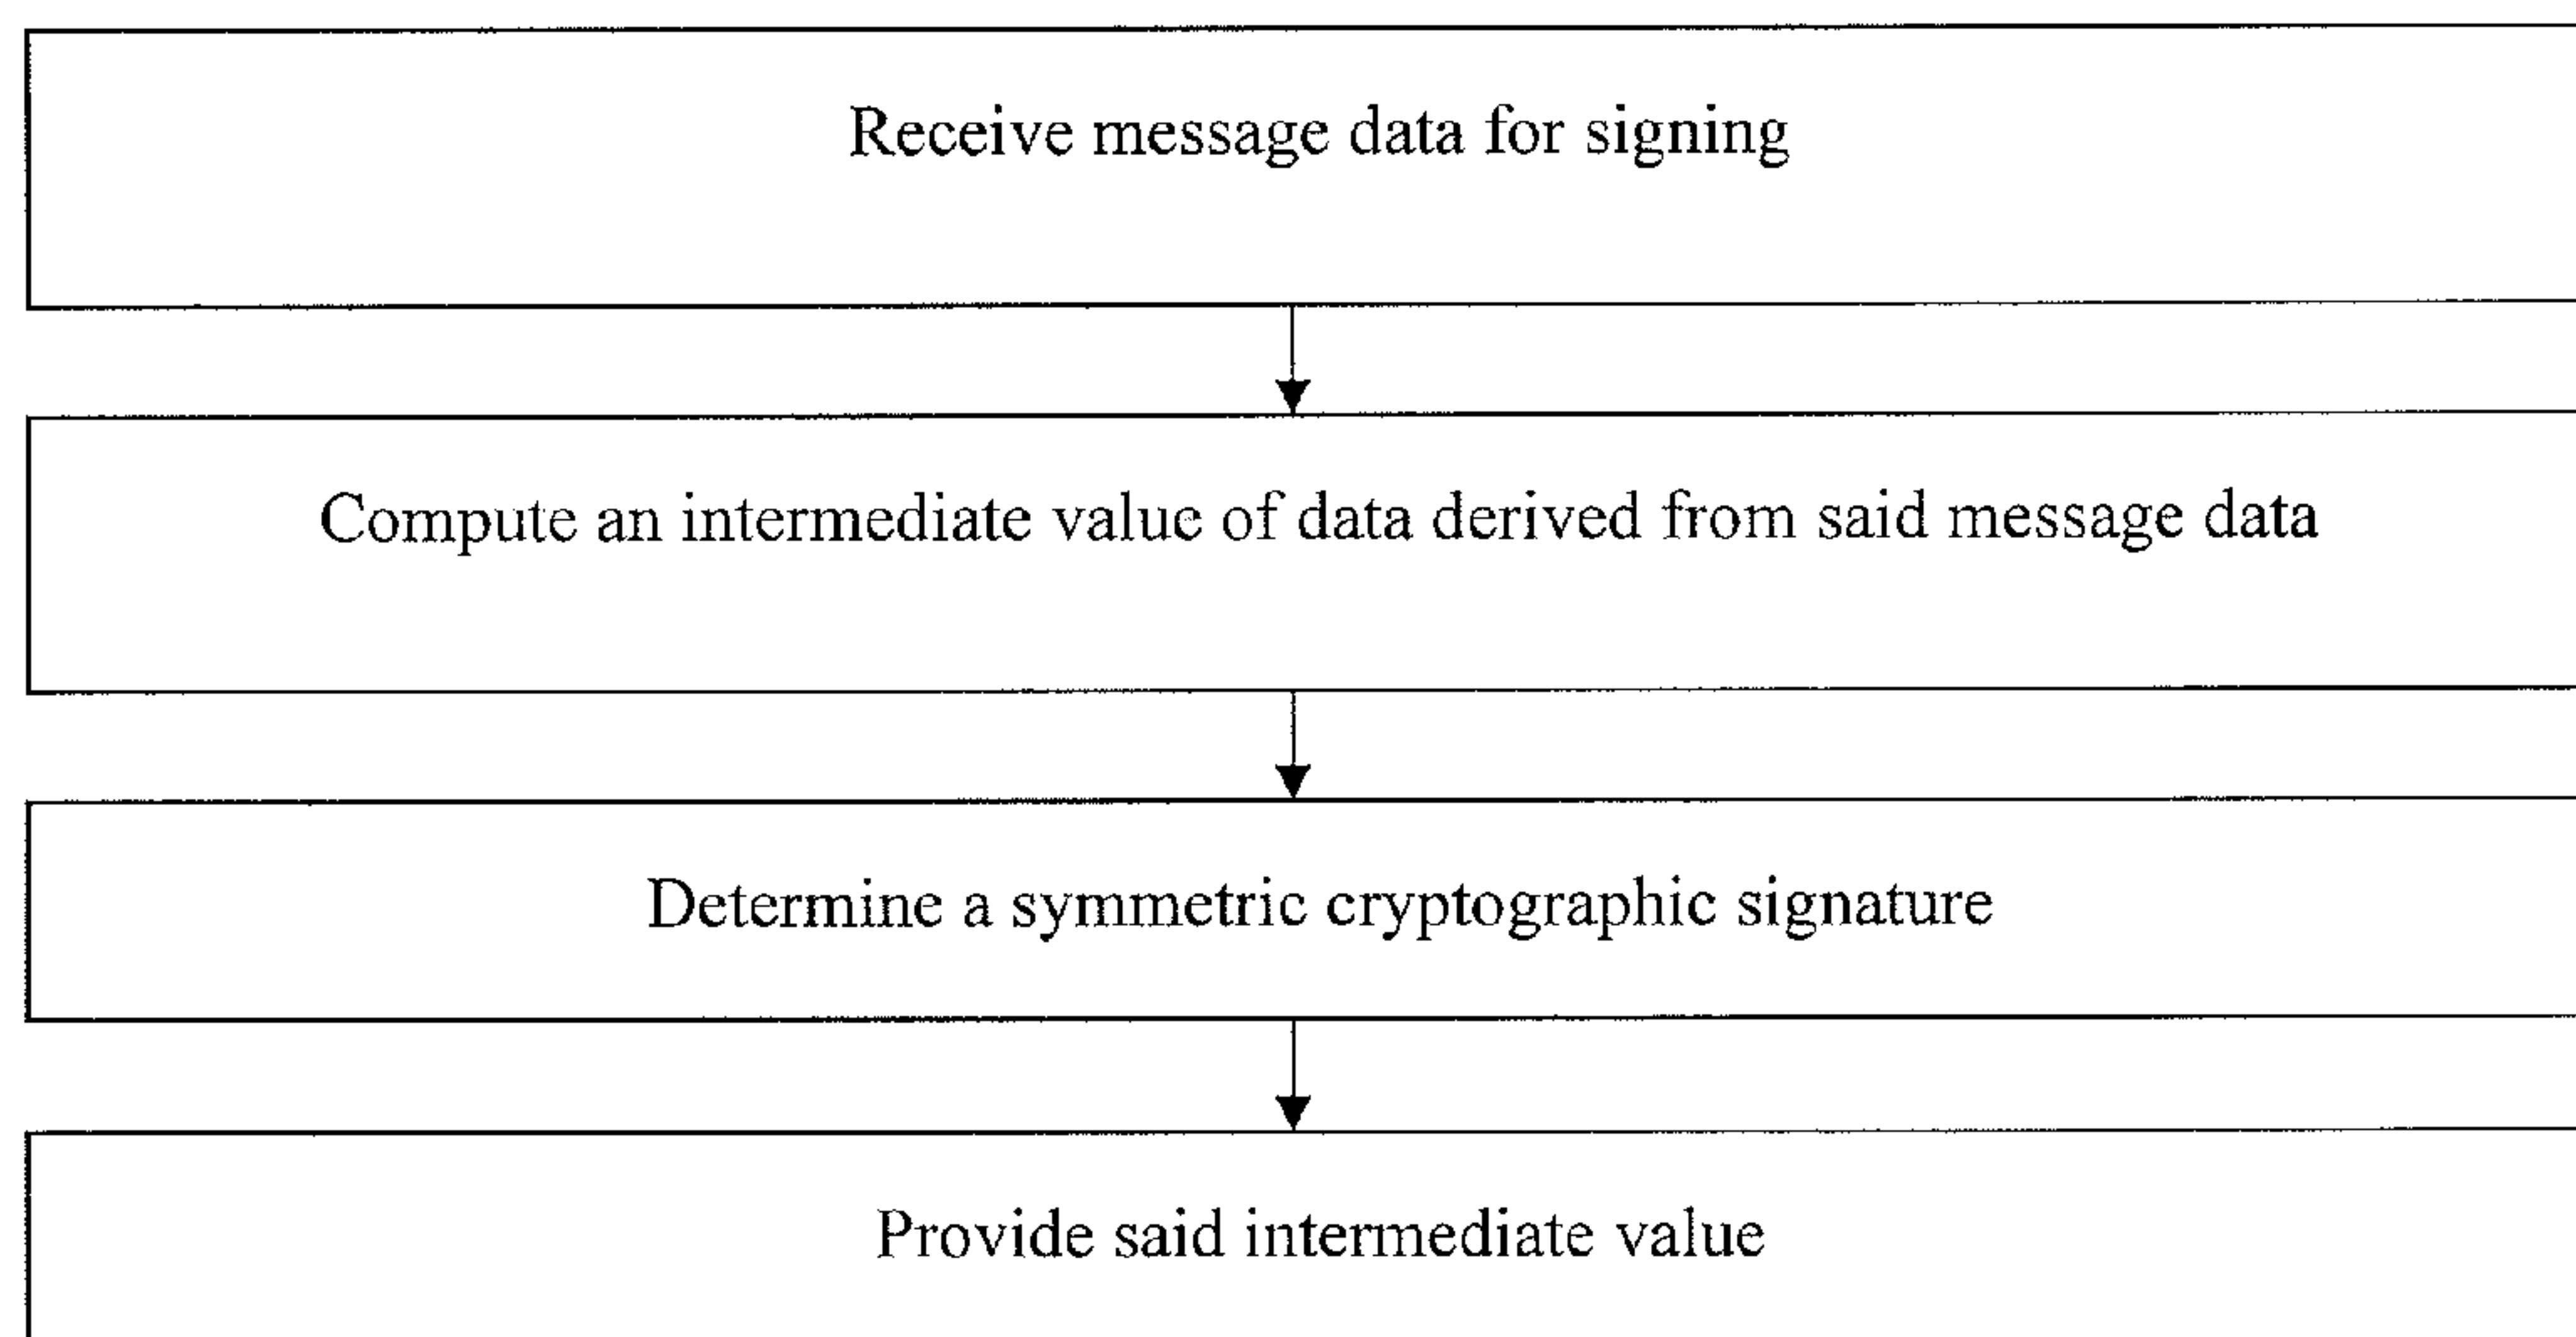 Receive message data for signing
Compute an intermediate value of data derived from said message data
Determine a symmetric cryptographic signature
Provide said intermediate value